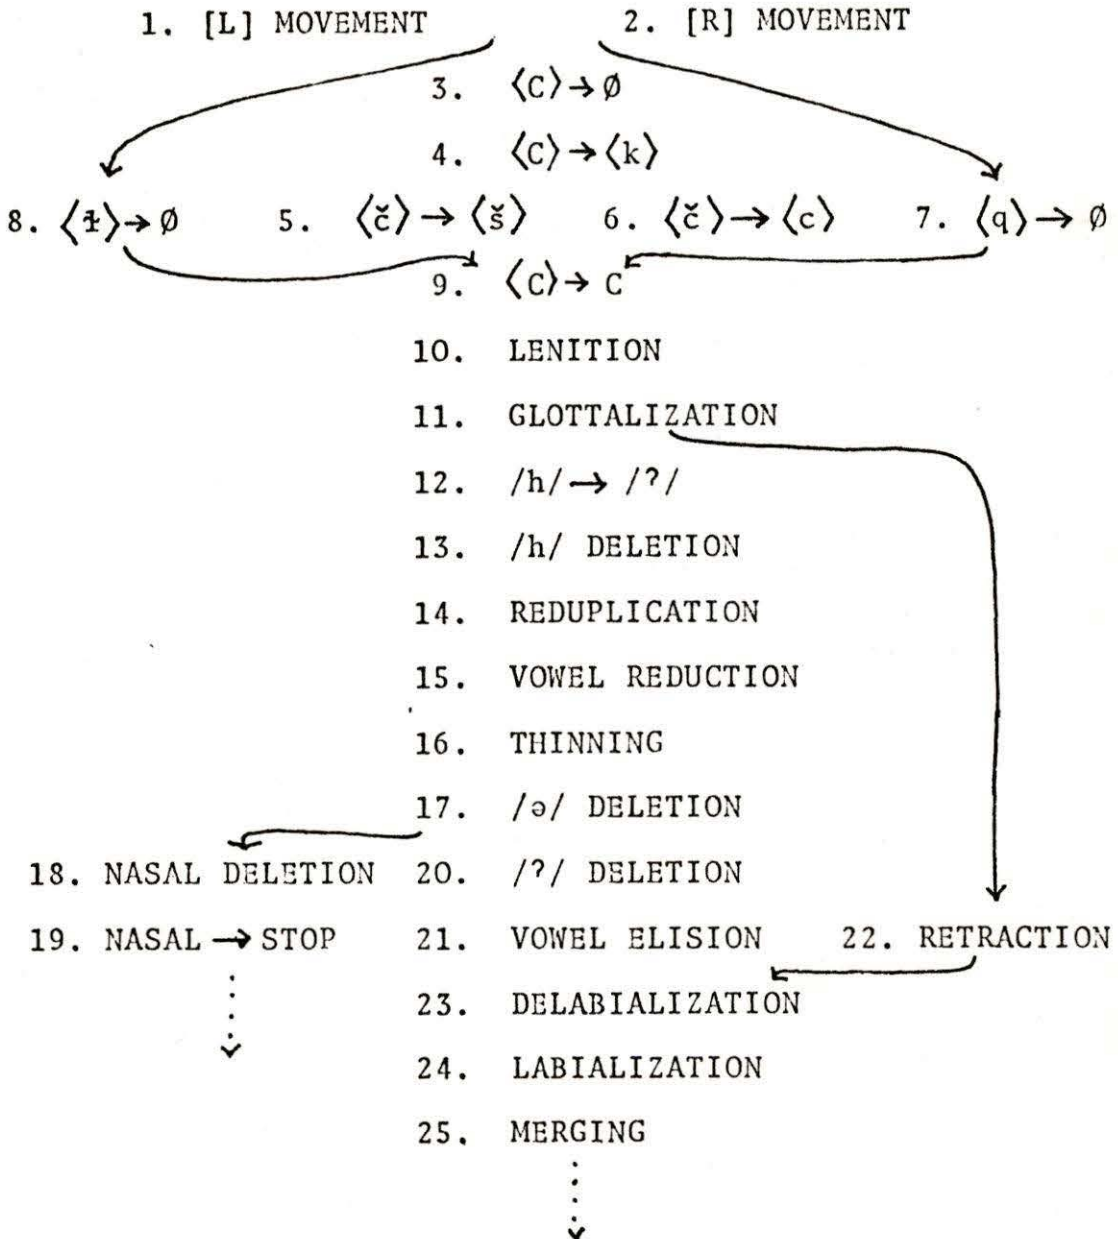 1. [L] MOVEMENT 2. [R] MOVEMENT
3. ⟨C⟩→∅
4. ⟨C⟩→⟨k⟩
8. ⟨ɬ⟩→∅ 5. ⟨č⟩→⟨š⟩ 6. ⟨č⟩→⟨c⟩ 7. ⟨q⟩→∅
9. ⟨C⟩→ C
10. LENITION
11. GLOTTALIZATION
12. /h/→ /ʔ/
13. /h/ DELETION
14. REDUPLICATION
15. VOWEL REDUCTION
16. THINNING
17. /ə/ DELETION
18. NASAL DELETION 20. /ʔ/ DELETION
19. NASAL → STOP 21. VOWEL ELISION 22. RETRACTION
23. DELABIALIZATION
24. LABIALIZATION
25. MERGING